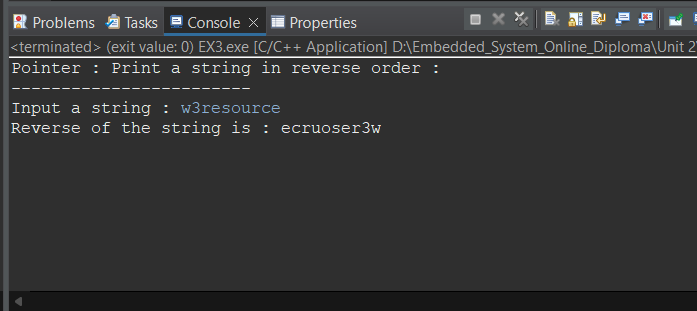 Problems Tasks Console Properties
<terminated> (exit value: 0) EX3.exe [C/C++ Application] D:\Embedded_System_Online_Diploma\Unit 2\
Pointer : Print a string in reverse order :
------------------------
Input a string : w3resource
Reverse of the string is : ecruoser3w